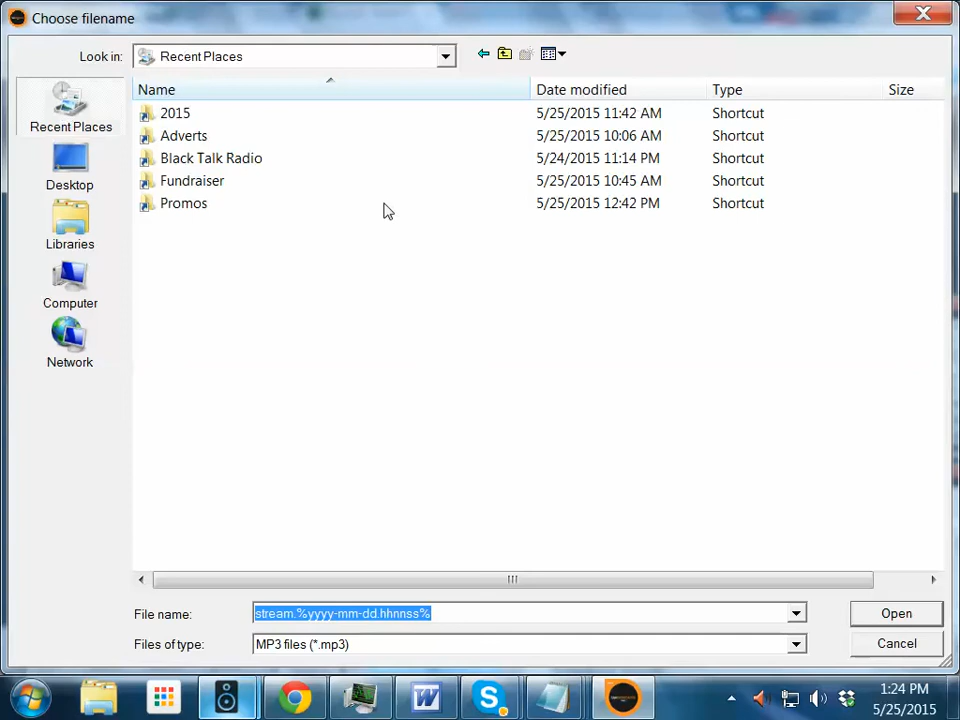 Choose filename
Look in: Recent Places
Name Date modified Type Size
Recent Places
Desktop
Libraries
Computer
Network
2015 5/25/2015 11:42 AM Shortcut
Adverts 5/25/2015 10:06 AM Shortcut
Black Talk Radio 5/24/2015 11:14 PM Shortcut
Fundraiser 5/25/2015 10:45 AM Shortcut
Promos 5/25/2015 12:42 PM Shortcut
File name: stream.%yyyy-mm-dd.hhnnss% Open
Files of type: MP3 files (*.mp3) Cancel
1:24 PM
5/25/2015